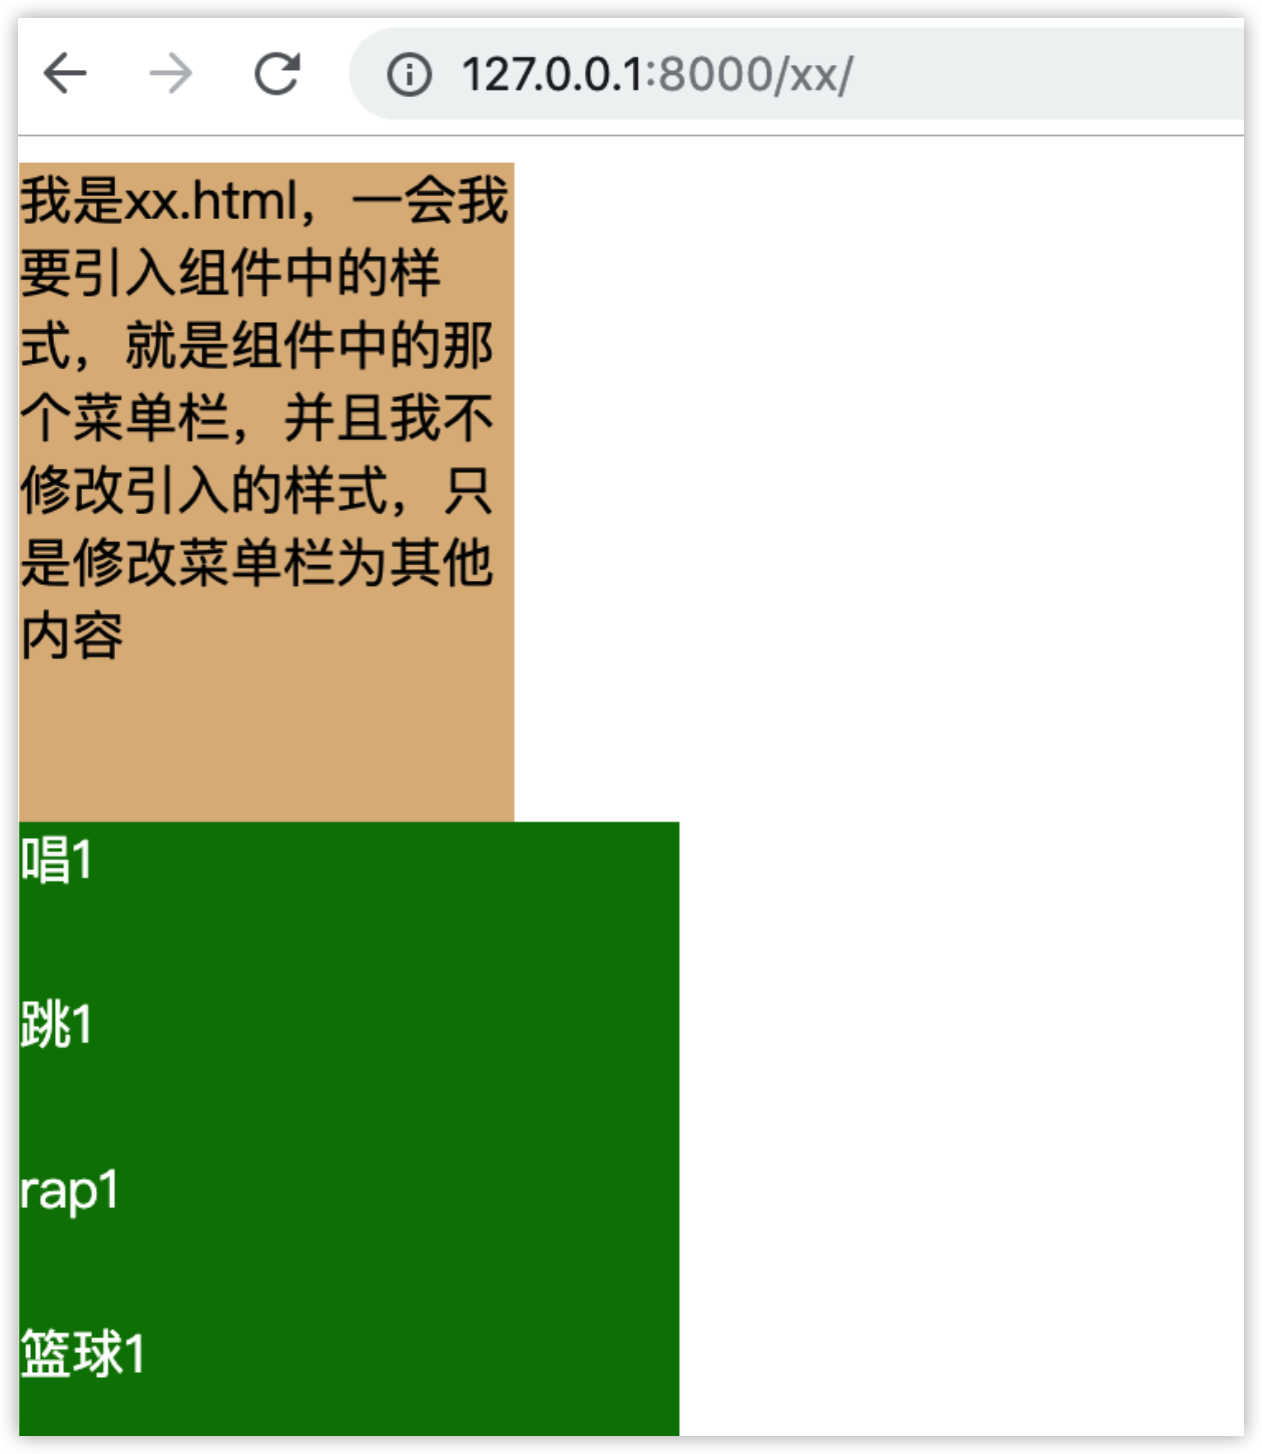 127.0.0.1:8000/xx/
我是xx.html，一会我
要引入组件中的样
式，就是组件中的那
个菜单栏，并且我不
修改引入的样式，只
是修改菜单栏为其他
内容
唱1
跳1
rap1
篮球1